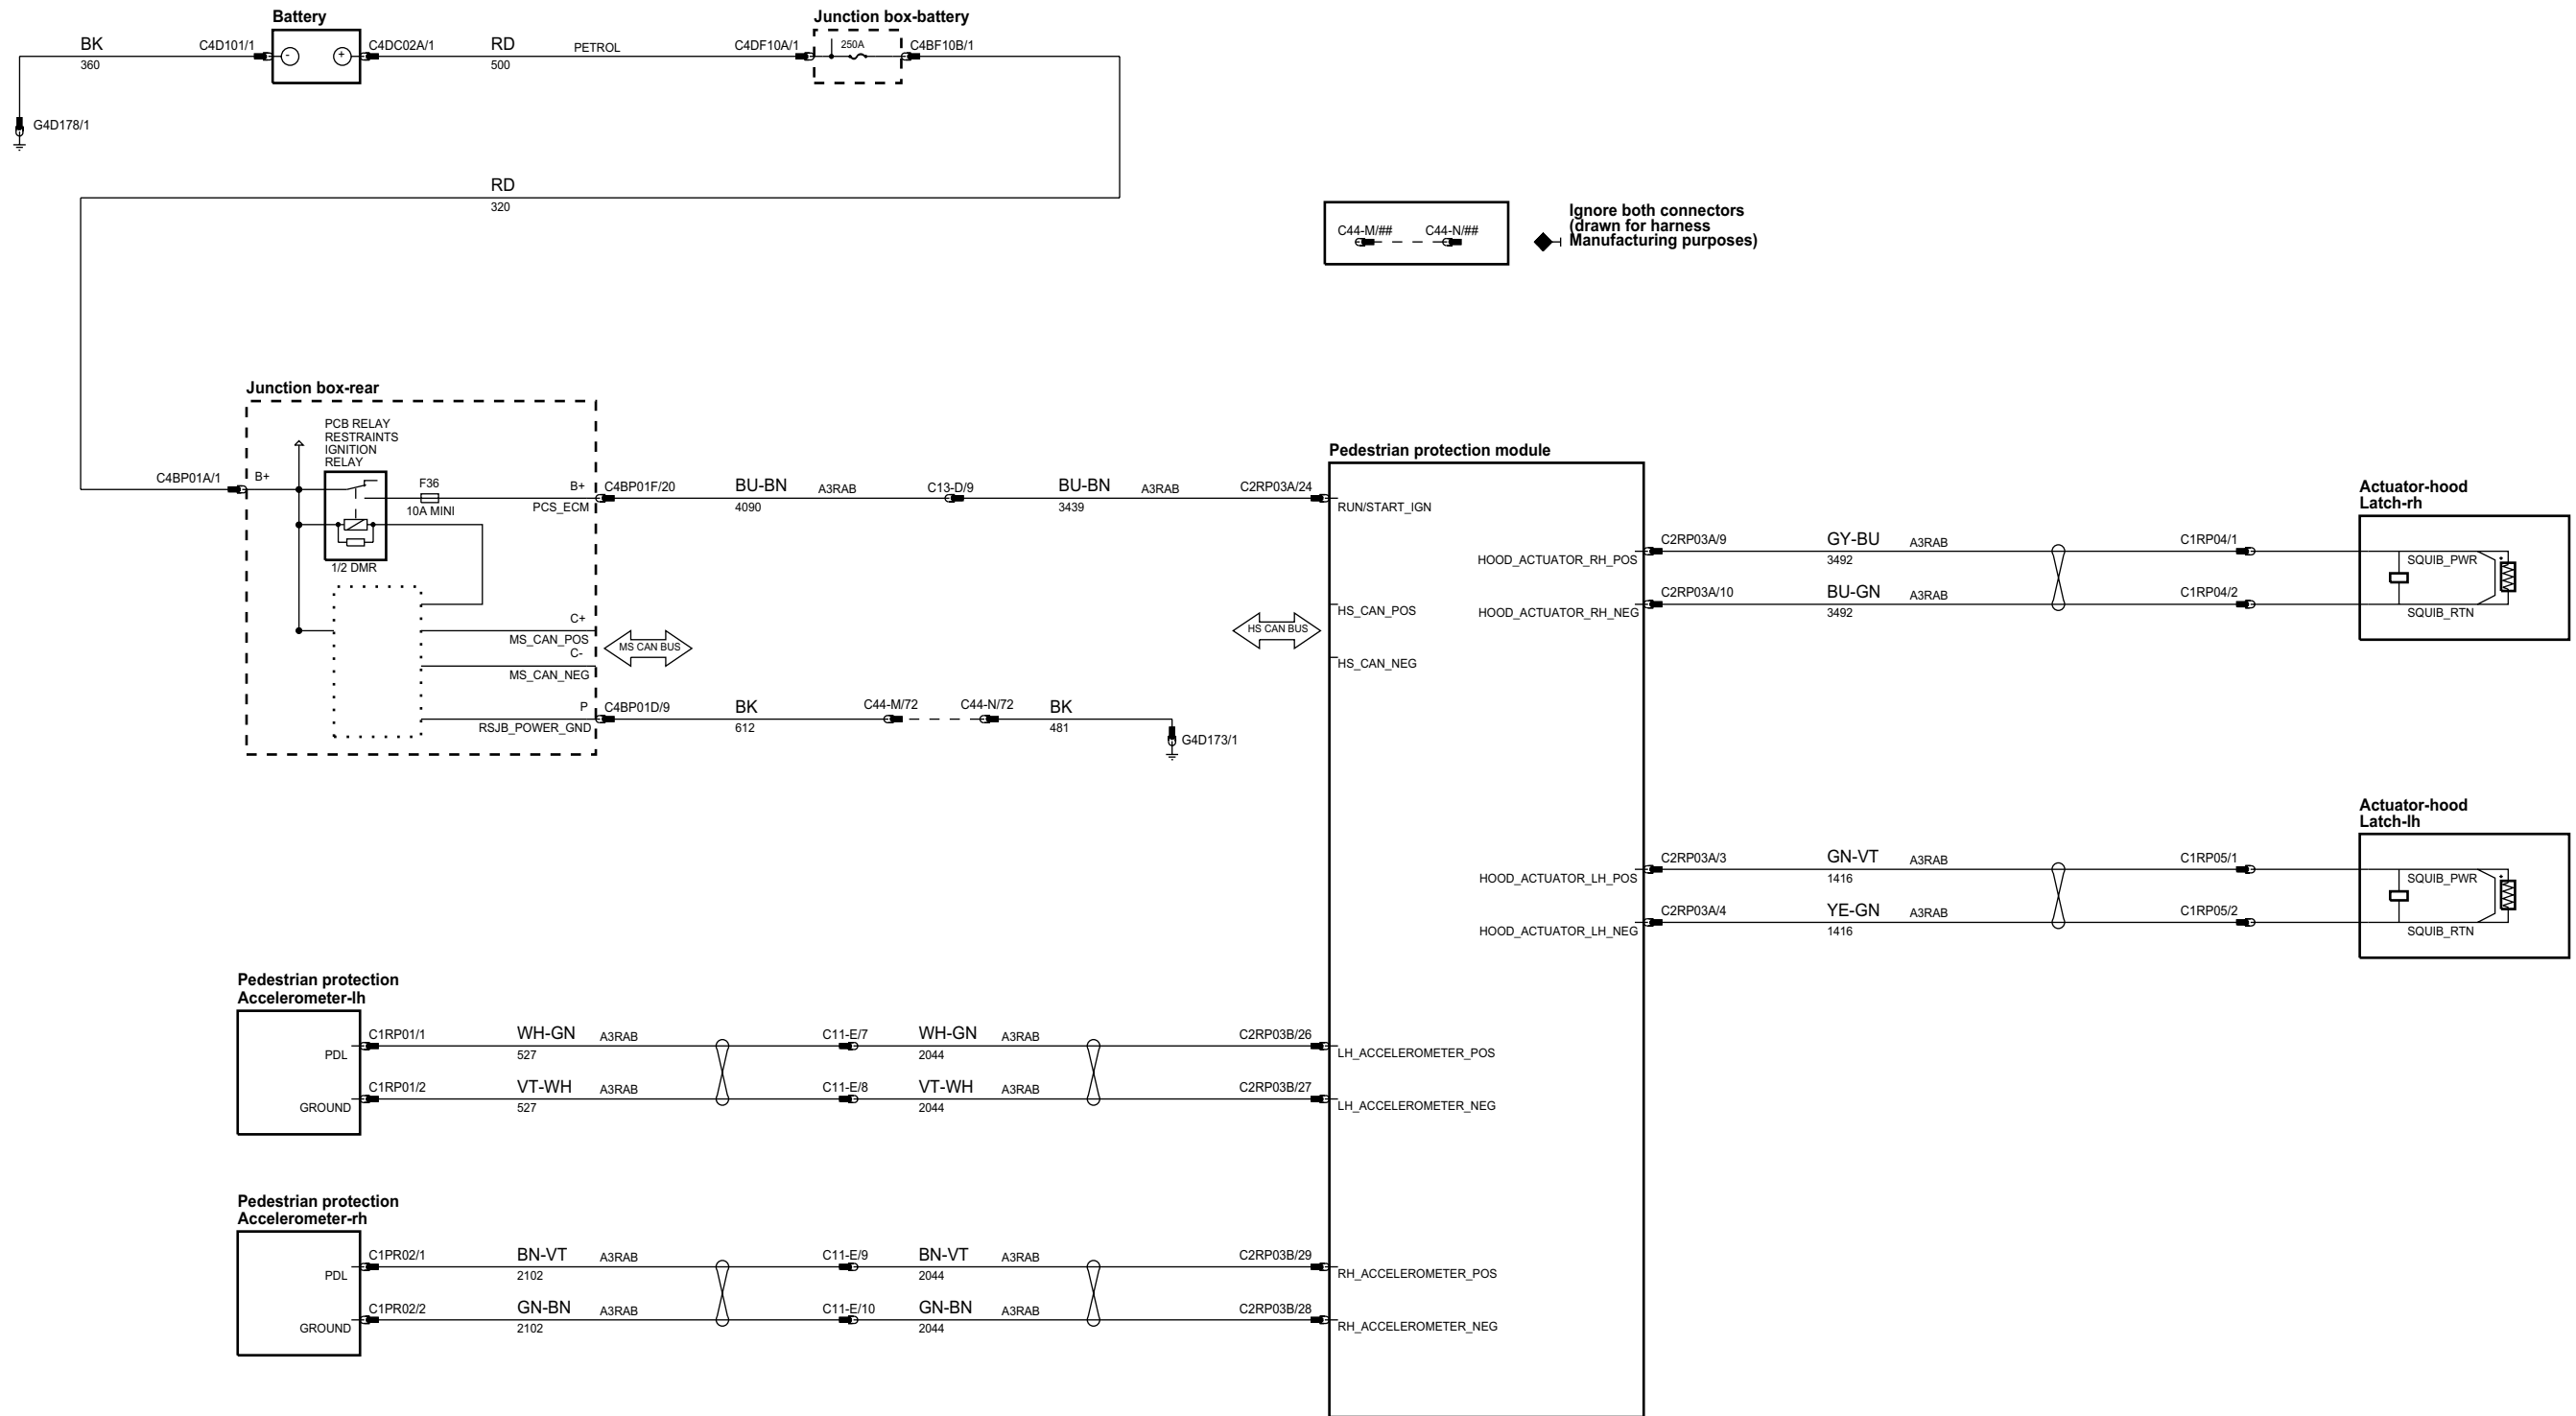 Battery
Junction box-battery
BK
360
C4D101/1
-
+
C4DC02A/1
RD
500
PETROL
C4DF10A/1
250A
C4BF10B/1
G4D178/1
RD
320
C44-M/##
C44-N/##
Ignore both connectors
(drawn for harness
Manufacturing purposes)
Junction box-rear
PCB RELAY
RESTRAINTS
IGNITION
RELAY
C4BP01A/1
B+
F36
10A MINI
1/2 DMR
B+
PCS_ECM
C4BP01F/20
BU-BN
4090
A3RAB
C13-D/9
BU-BN
3439
A3RAB
C2RP03A/24
C+
MS_CAN_POS
C-
MS_CAN_NEG
MS CAN BUS
P
RSJB_POWER_GND
C4BP01D/9
BK
612
C44-M/72
C44-N/72
BK
481
G4D173/1
Pedestrian protection module
RUN/START_IGN
HS CAN BUS
HS_CAN_POS
HS_CAN_NEG
HOOD_ACTUATOR_RH_POS
C2RP03A/9
GY-BU
3492
A3RAB
C1RP04/1
HOOD_ACTUATOR_RH_NEG
C2RP03A/10
BU-GN
3492
A3RAB
C1RP04/2
Actuator-hood
Latch-rh
SQUIB_PWR
+
SQUIB_RTN
HOOD_ACTUATOR_LH_POS
C2RP03A/3
GN-VT
1416
A3RAB
C1RP05/1
HOOD_ACTUATOR_LH_NEG
C2RP03A/4
YE-GN
1416
A3RAB
C1RP05/2
Actuator-hood
Latch-lh
SQUIB_PWR
+
SQUIB_RTN
Pedestrian protection
Accelerometer-lh
PDL
C1RP01/1
WH-GN
527
A3RAB
C11-E/7
WH-GN
2044
A3RAB
C2RP03B/26
LH_ACCELEROMETER_POS
GROUND
C1RP01/2
VT-WH
527
A3RAB
C11-E/8
VT-WH
2044
A3RAB
C2RP03B/27
LH_ACCELEROMETER_NEG
Pedestrian protection
Accelerometer-rh
PDL
C1PR02/1
BN-VT
2102
A3RAB
C11-E/9
BN-VT
2044
A3RAB
C2RP03B/29
RH_ACCELEROMETER_POS
GROUND
C1PR02/2
GN-BN
2102
A3RAB
C11-E/10
GN-BN
2044
A3RAB
C2RP03B/28
RH_ACCELEROMETER_NEG